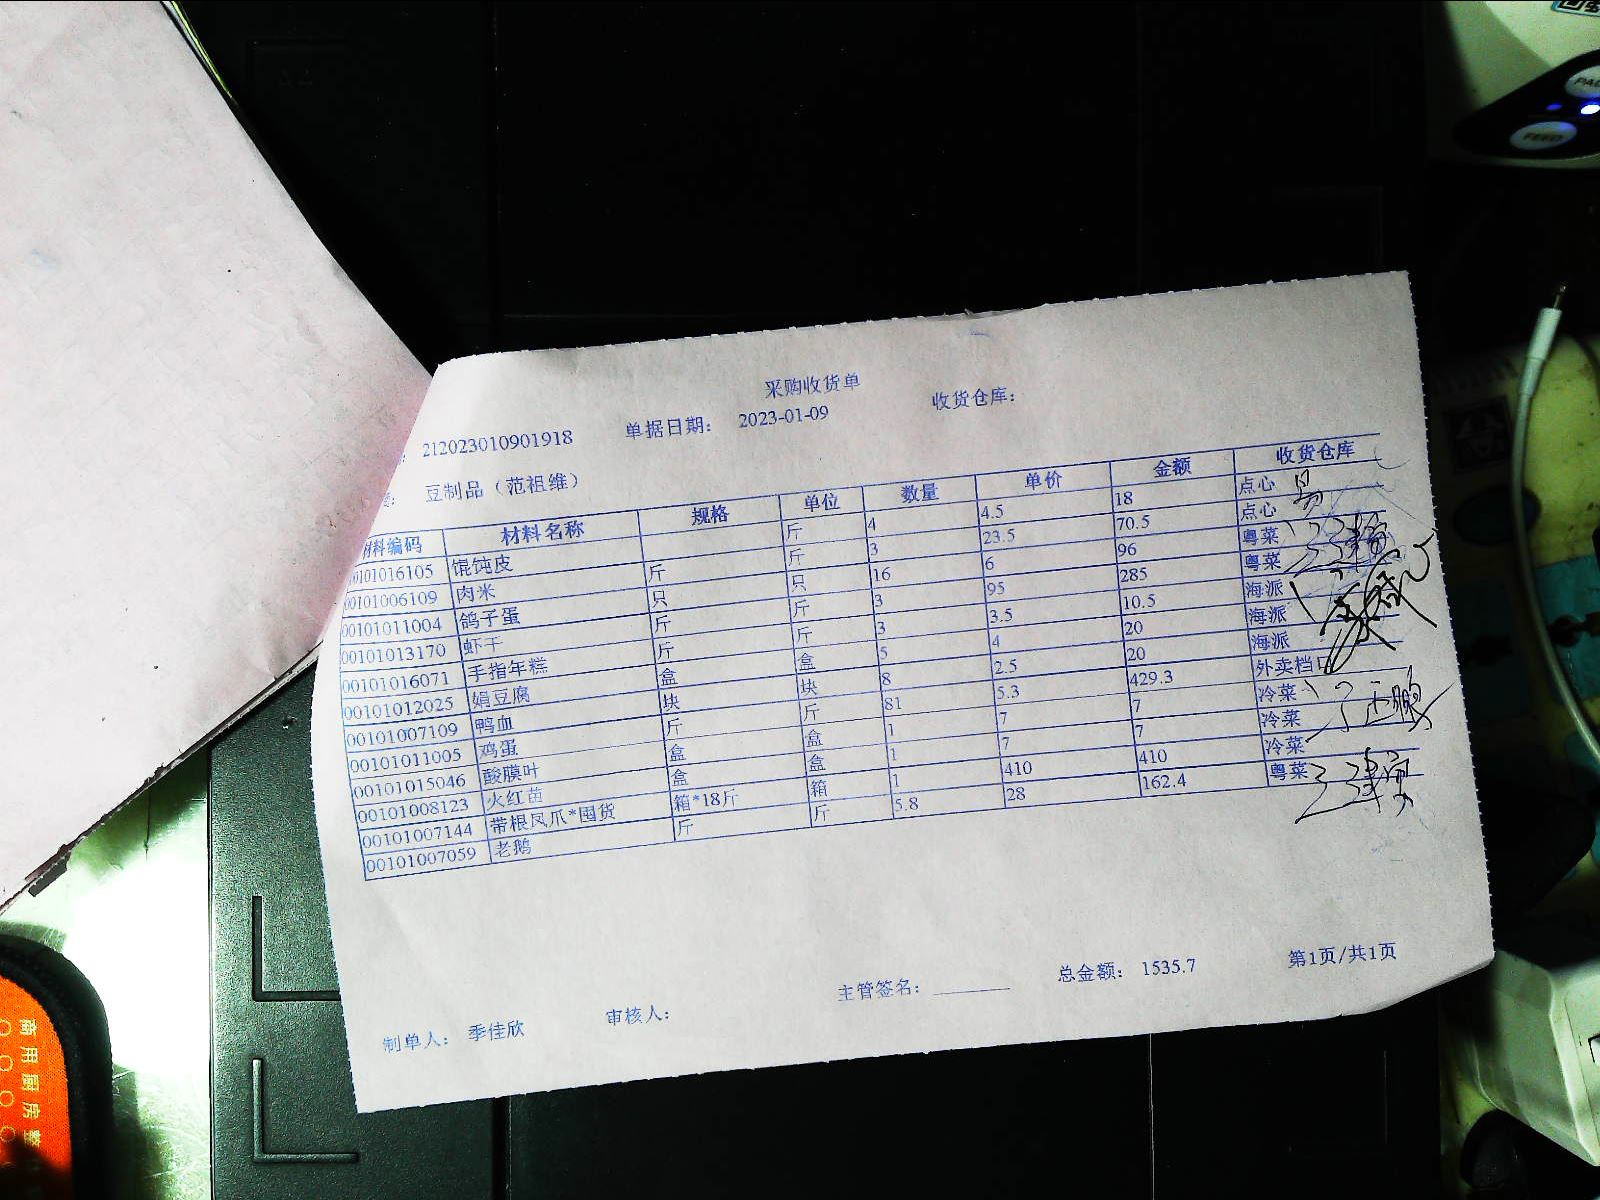 采购收货单
212023010901918 单据日期： 2023-01-09 收货仓库：
豆制品（范祖维）
材料编码 材料名称 规格 单位 数量 单价 金额 收货仓库
00101016105 馄饨皮 斤 4 4.5 18 点心
00101006109 肉米 斤 斤 3 23.5 70.5 点心
00101011004 鸽子蛋 只 只 16 6 96 粤菜
00101013170 虾干 斤 斤 3 95 285 粤菜
00101016071 手指年糕 斤 斤 3 3.5 10.5 海派
00101012025 娟豆腐 盒 盒 5 4 20 海派
00101007109 鸭血 块 块 8 2.5 20 海派
00101011005 鸡蛋 斤 斤 81 5.3 429.3 外卖档口
00101015046 酸膜叶 盒 盒 1 7 7 冷菜
00101008123 火红苗 盒 盒 1 7 7 冷菜
00101007144 带根凤爪*囤货 箱*18斤 箱 1 410 410 冷菜
00101007059 老鹅 斤 斤 5.8 28 162.4 粤菜
主管签名： 总金额： 1535.7 第1页/共1页
制单人： 季佳欣 审核人：
FEED
商用厨房整